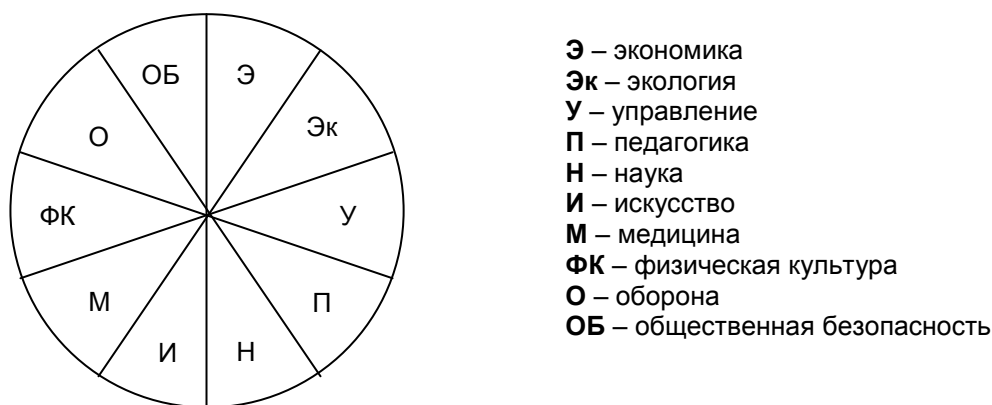 ОБ
Э
О
Эк
ФК
У
М
П
И
Н
Э – экономика
Эк – экология
У – управление
П – педагогика
Н – наука
И – искусство
М – медицина
ФК – физическая культура
О – оборона
ОБ – общественная безопасность